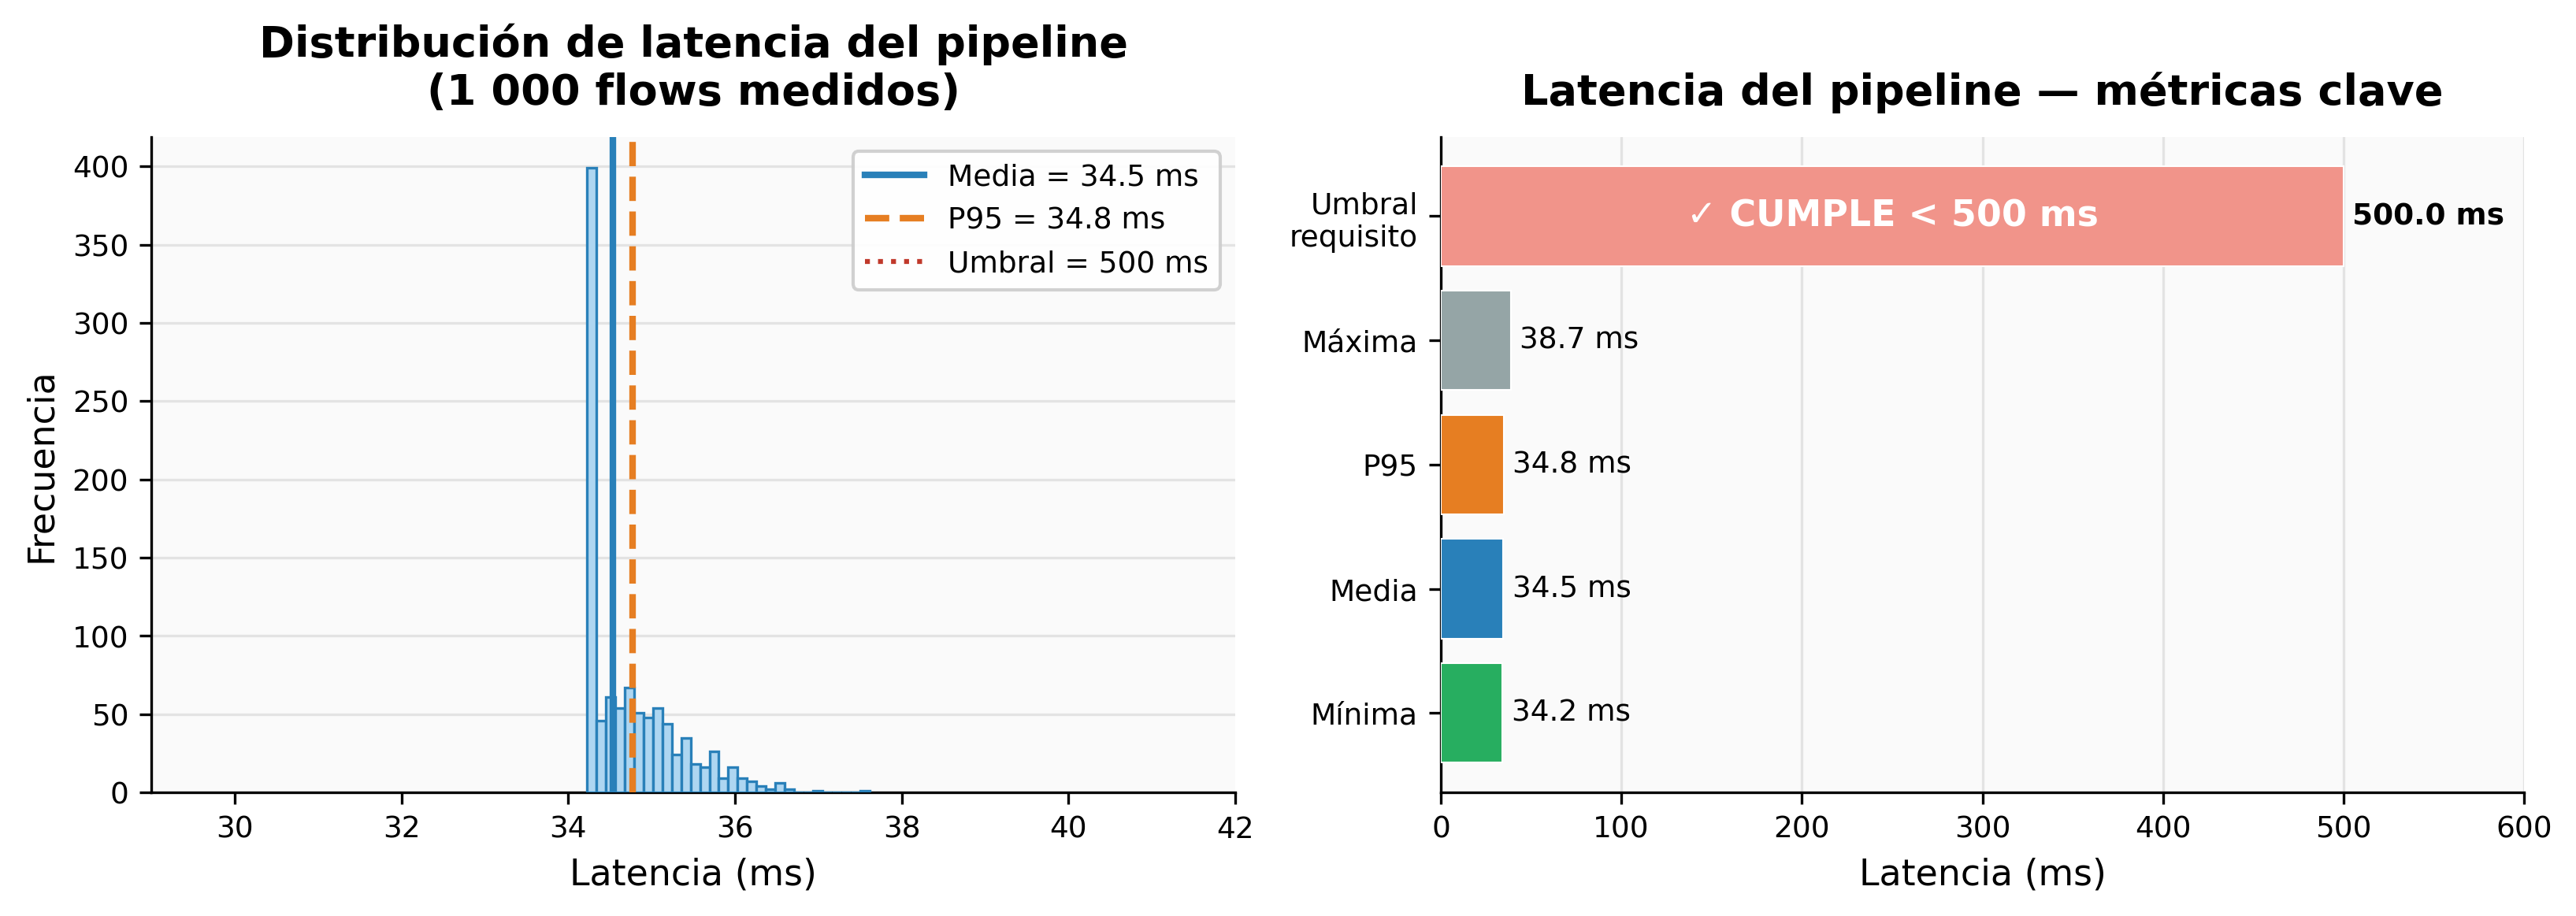 Distribución de latencia del pipeline
(1 000 flows medidos)
Frecuencia
400
350
300
250
200
150
100
50
0
Media = 34.5 ms
P95 = 34.8 ms
Umbral = 500 ms
30
32
34
36
38
40
42
Latencia (ms)
Latencia del pipeline — métricas clave
Umbral
requisito
✓ CUMPLE < 500 ms
500.0 ms
Máxima
38.7 ms
P95
34.8 ms
Media
34.5 ms
Mínima
34.2 ms
0
100
200
300
400
500
600
Latencia (ms)